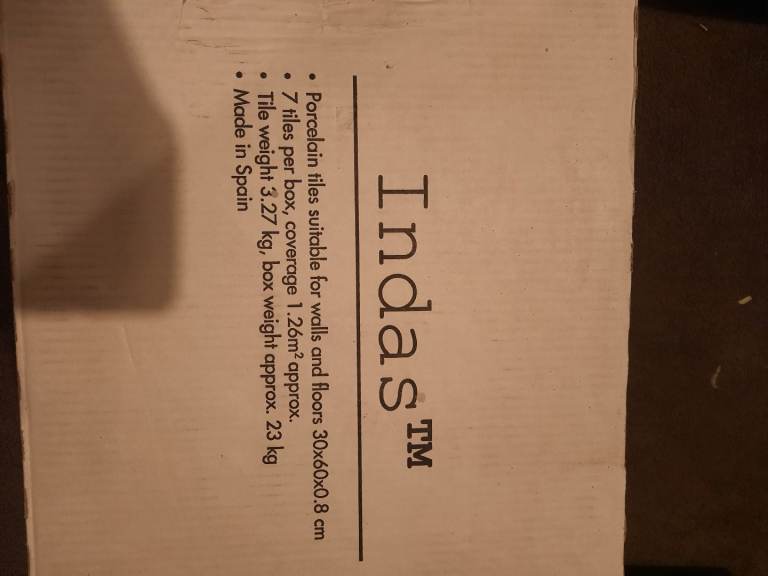 Indas™
• Porcelain tiles suitable for walls and floors 30x60x0.8 cm
• 7 tiles per box, coverage 1.26m² approx.
• Tile weight 3.27 kg, box weight approx. 23 kg
• Made in Spain